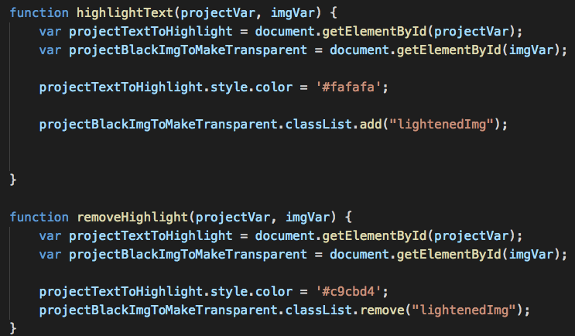 function highlightText(projectVar, imgVar) {
var projectTextToHighlight = document.getElementById(projectVar);
var projectBlackImgToMakeTransparent = document.getElementById(imgVar);
projectTextToHighlight.style.color = '#fafafa';
projectBlackImgToMakeTransparent.classList.add("lightenedImg");
}
function removeHighlight(projectVar, imgVar) {
var projectTextToHighlight = document.getElementById(projectVar);
var projectBlackImgToMakeTransparent = document.getElementById(imgVar);
projectTextToHighlight.style.color = '#c9cbd4';
projectBlackImgToMakeTransparent.classList.remove("lightenedImg");
}